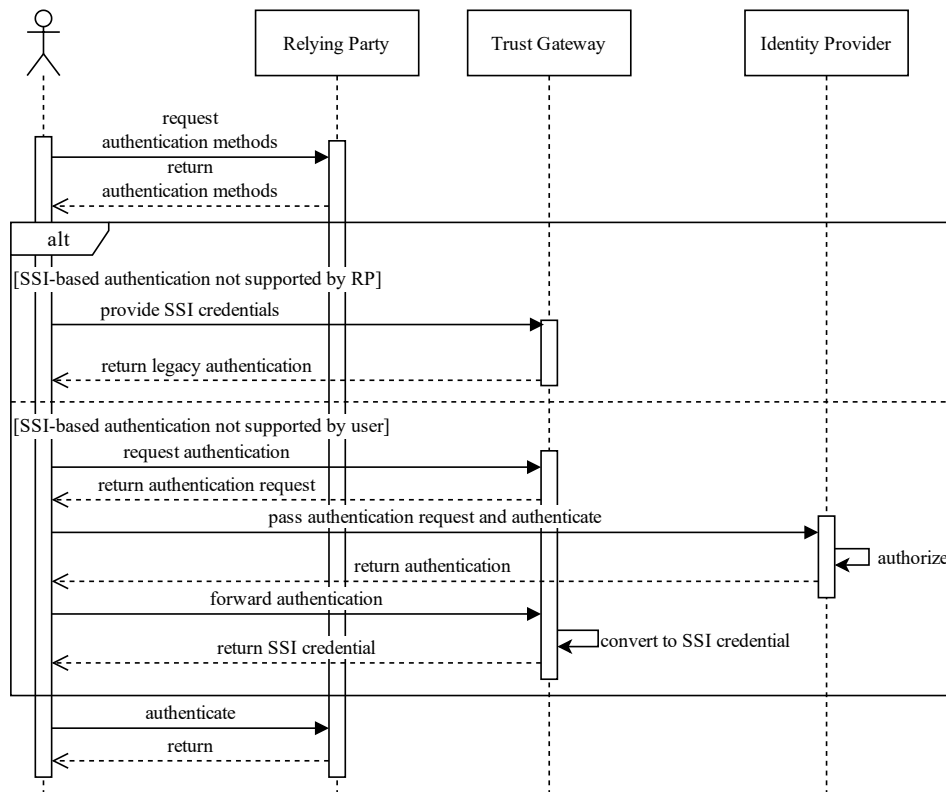 Relying Party
Trust Gateway
Identity Provider
request
authentication methods
return
authentication methods
alt
[SSI-based authentication not supported by RP]
provide SSI credentials
return legacy authentication
[SSI-based authentication not supported by user]
request authentication
return authentication request
pass authentication request and authenticate
authorize
return authentication
forward authentication
convert to SSI credential
return SSI credential
authenticate
return